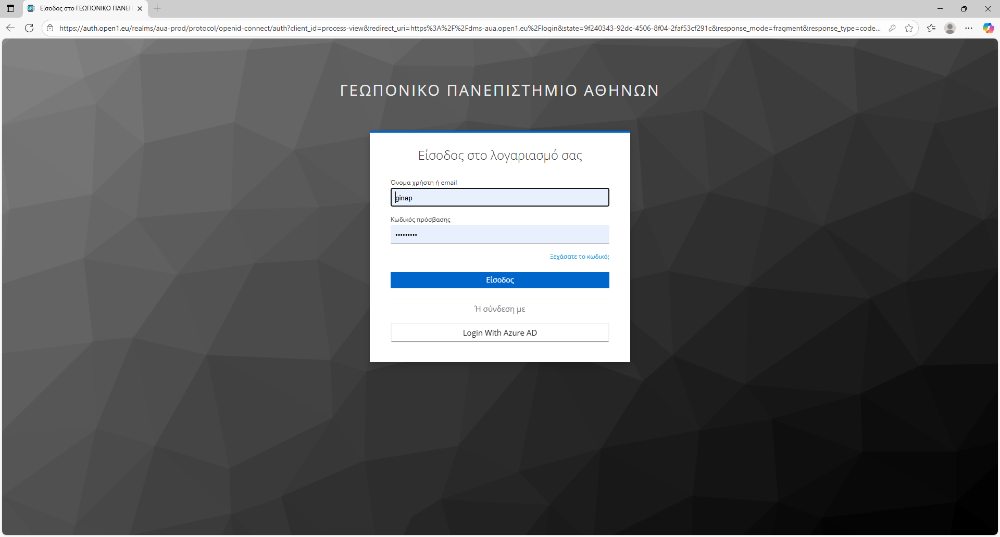 Είσοδος στο ΓΕΩΠΟΝΙΚΟ ΠΑΝΕΠ
https://auth.open1.eu/realms/aua-prod/protocol/openid-connect/auth?client_id=process-view&redirect_uri=https%3A%2F%2Fdms-aua.open1.eu%2Flogin&state=9f240343-92dc-4506-8f04-2faf53cf291c&response_mode=fragment&response_type=code...
ΓΕΩΠΟΝΙΚΟ ΠΑΝΕΠΙΣΤΗΜΙΟ ΑΘΗΝΩΝ
Είσοδος στο λογαριασμό σας
Όνομα χρήστη ή email
ginap
Κωδικός πρόσβασης
•••••••••
Ξεχάσατε το κωδικό;
Είσοδος
Ή σύνδεση με
Login With Azure AD